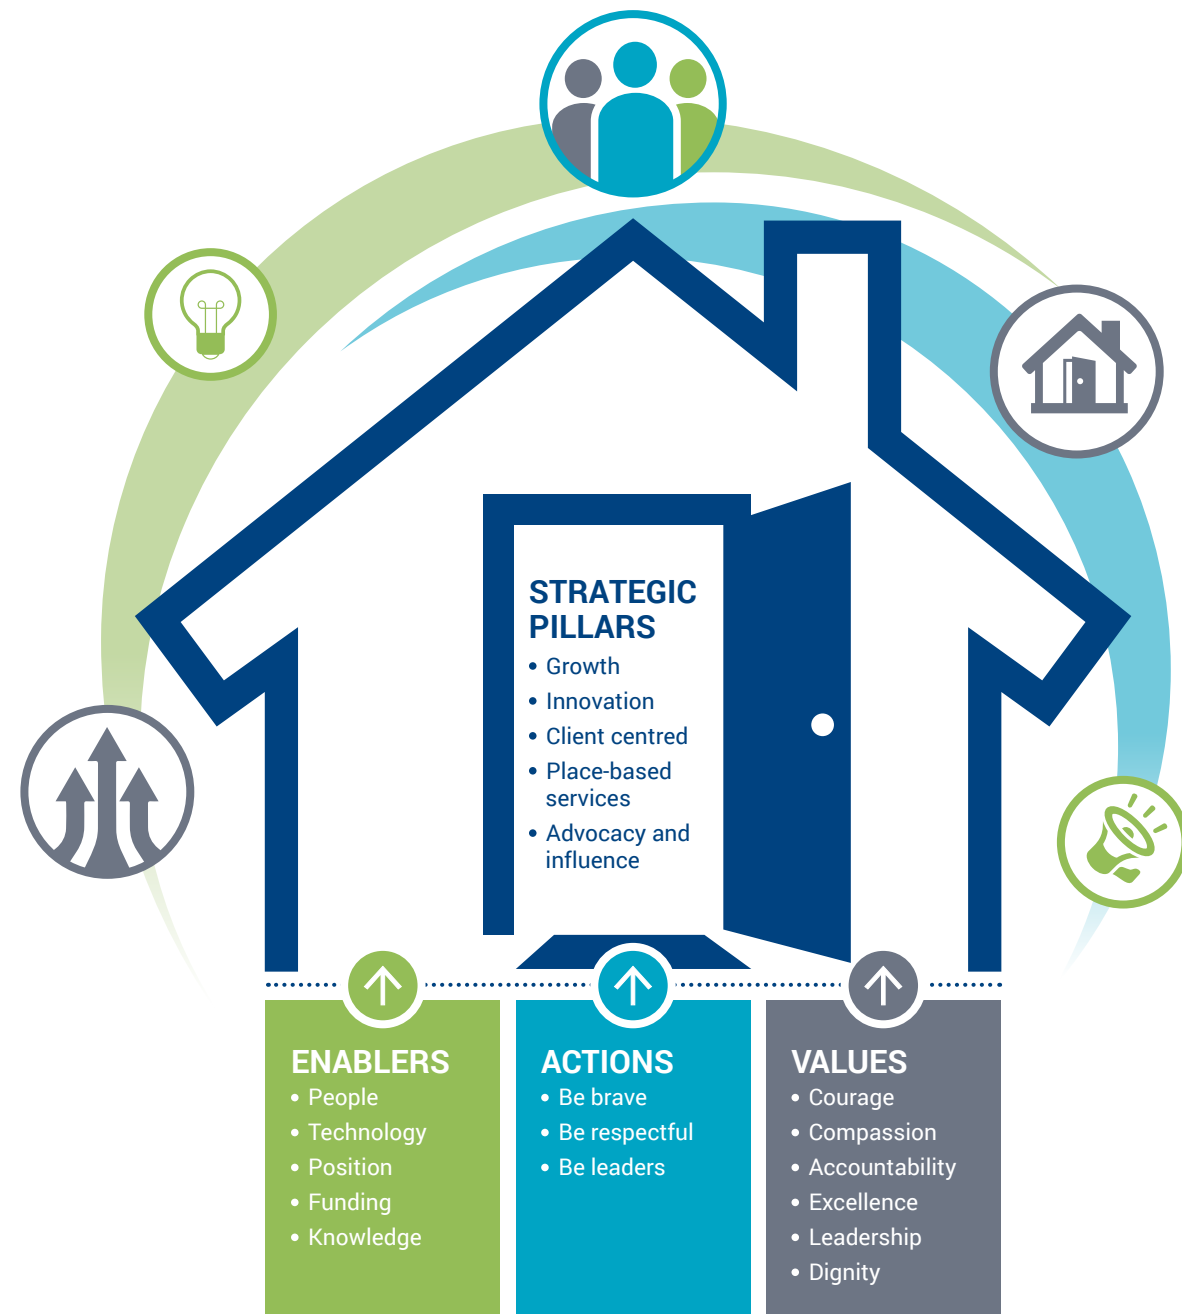 STRATEGIC
PILLARS
• Growth
• Innovation
• Client centred
• Place-based
services
• Advocacy and
influence
ENABLERS
• People
• Technology
• Position
• Funding
• Knowledge
ACTIONS
• Be brave
• Be respectful
• Be leaders
VALUES
• Courage
• Compassion
• Accountability
• Excellence
• Leadership
• Dignity